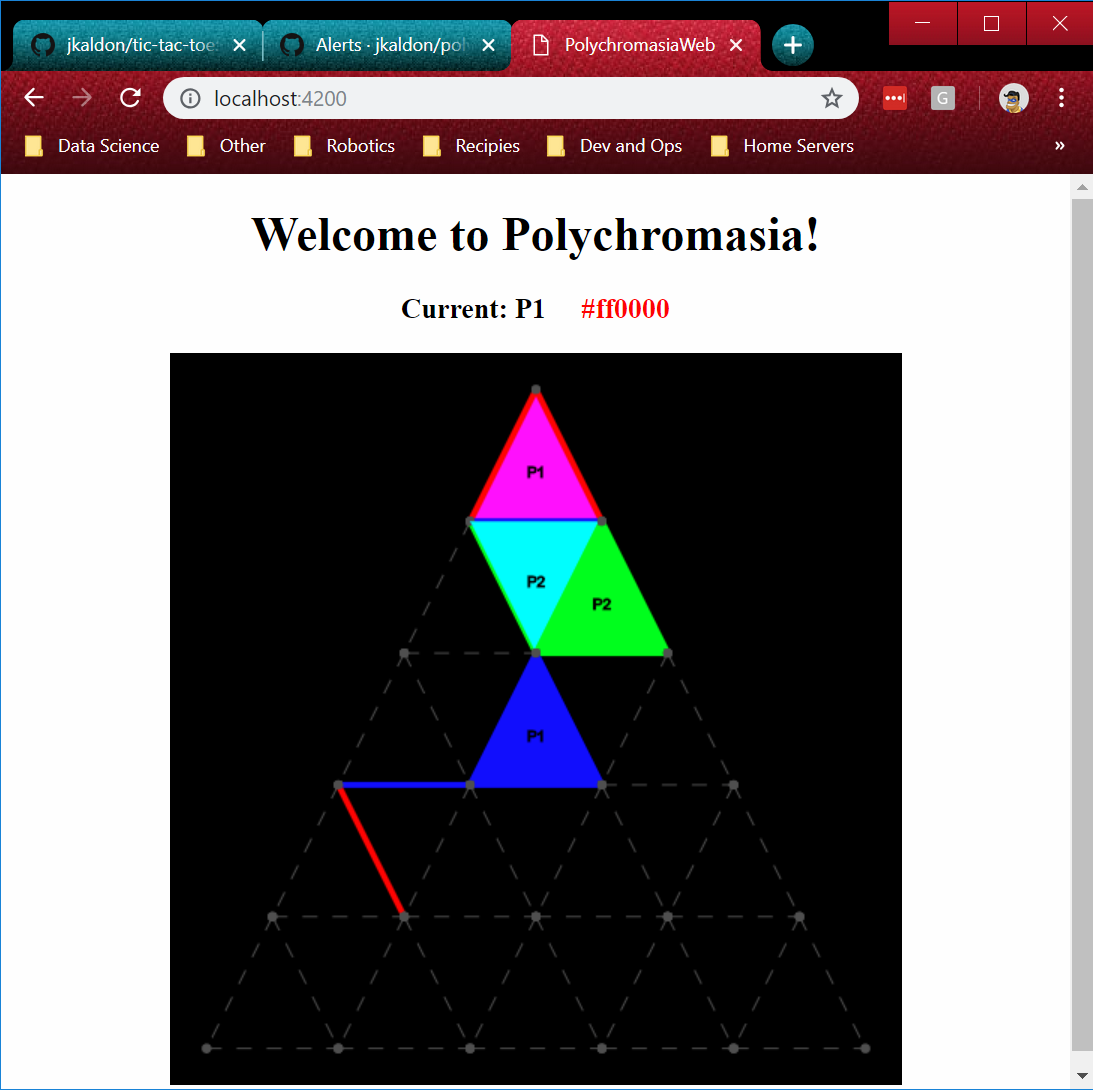 jkaldon/tic-tac-toe
Alerts · jkaldon/pol
PolychromasiaWeb
localhost:4200
G
Data Science
Other
Robotics
Recipies
Dev and Ops
Home Servers
»
Welcome to Polychromasia!
Current: P1 #ff0000
P1
P2
P2
P1